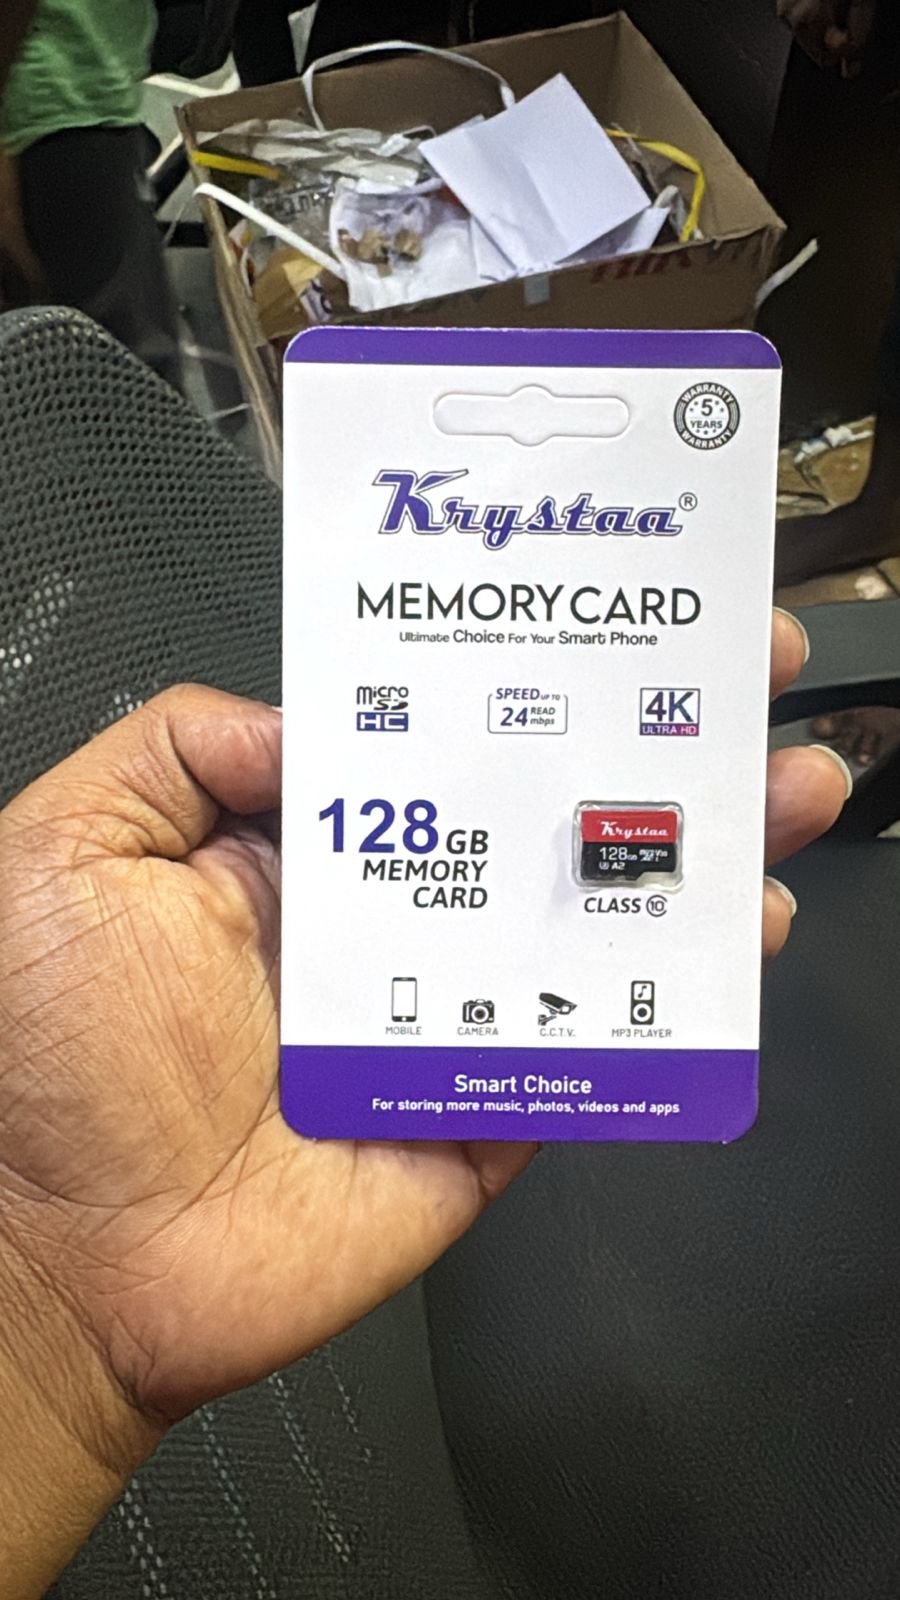 WARRANTY
5
YEARS
WARRANTY
Krystaa®
MEMORY CARD
Ultimate Choice For Your Smart Phone
micro
SD
HC
SPEED UP TO
24 READ
mbps
4K
ULTRA HD
128 GB
MEMORY
CARD
Krystaa
128GB
A2
CLASS 10
MOBILE
CAMERA
C.C.T.V.
MP3 PLAYER
Smart Choice
For storing more music, photos, videos and apps